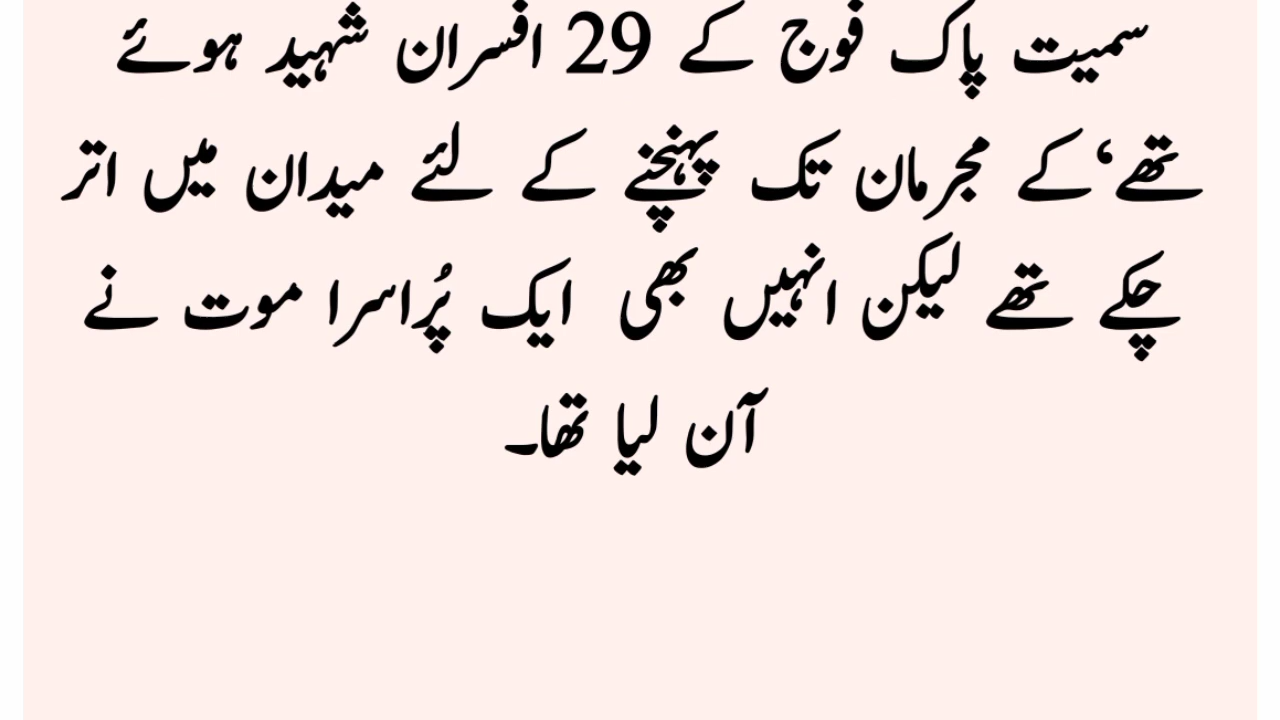 سمیت پاک فوج کے 29 افسران شہید ہوئے
تھے‘کے مجرمان تک پہنچنے کے لئے میدان میں اتر
چکے تھے لیکن انہیں بھی ایک پُراسرا موت نے
آن لیا تھا۔